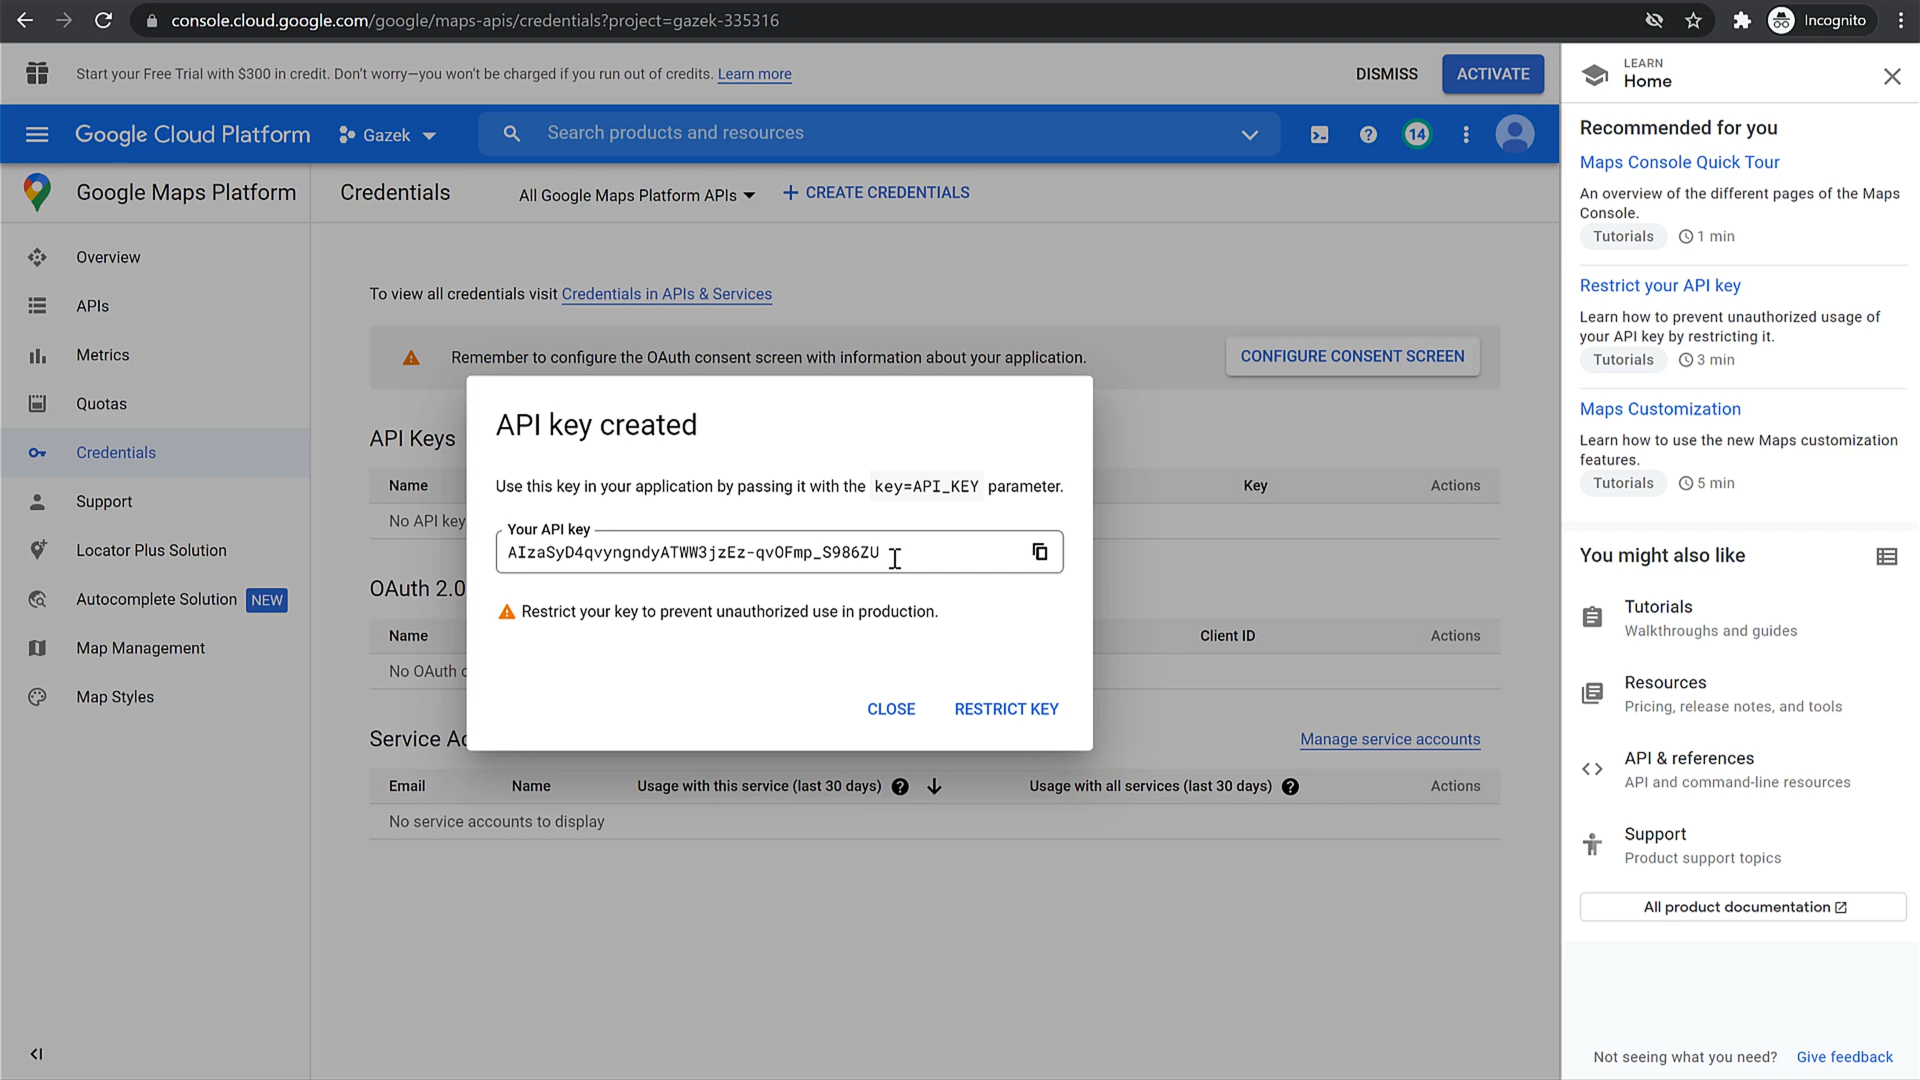 console.cloud.google.com/google/maps-apis/credentials?project=gazek-335316
Incognito
Start your Free Trial with $300 in credit. Don't worry—you won't be charged if you run out of credits. Learn more
DISMISS
ACTIVATE
Google Cloud Platform
Gazek
Search products and resources
14
Google Maps Platform
Credentials
All Google Maps Platform APIs
CREATE CREDENTIALS
Overview
APIs
Metrics
Quotas
Credentials
Support
Locator Plus Solution
Autocomplete Solution NEW
Map Management
Map Styles
To view all credentials visit Credentials in APIs & Services
Remember to configure the OAuth consent screen with information about your application.
CONFIGURE CONSENT SCREEN
API Keys
Name
Key
Actions
No API key
OAuth 2.0
Name
Client ID
Actions
No OAuth
API key created
Use this key in your application by passing it with the key=API_KEY parameter.
Your API key
AIzaSyD4qvyngndyATWW3jzEz-qvOFmp_S986ZU
Restrict your key to prevent unauthorized use in production.
CLOSE
RESTRICT KEY
Service
Manage service accounts
Email
Name
Usage with this service (last 30 days)
Usage with all services (last 30 days)
Actions
No service accounts to display
LEARN
Home
Recommended for you
Maps Console Quick Tour
An overview of the different pages of the Maps
Console.
Tutorials
1 min
Restrict your API key
Learn how to prevent unauthorized usage of
your API key by restricting it.
Tutorials
3 min
Maps Customization
Learn how to use the new Maps customization
features.
Tutorials
5 min
You might also like
Tutorials
Walkthroughs and guides
Resources
Pricing, release notes, and tools
API & references
API and command-line resources
Support
Product support topics
All product documentation
Not seeing what you need? Give feedback